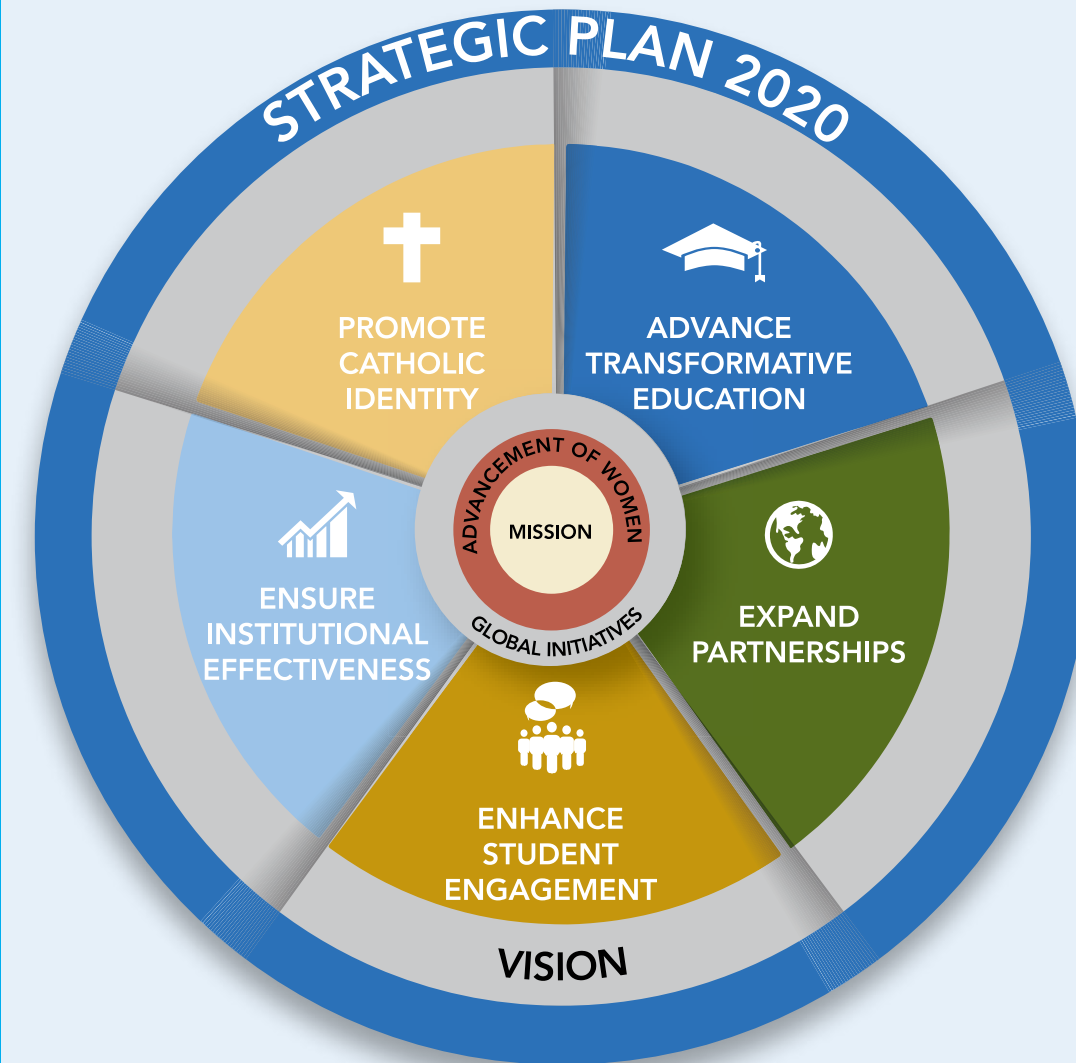 STRATEGIC PLAN 2020
PROMOTE
CATHOLIC
IDENTITY
ADVANCE
TRANSFORMATIVE
EDUCATION
ADVANCEMENT OF WOMEN
MISSION
GLOBAL INITIATIVES
ENSURE
INSTITUTIONAL
EFFECTIVENESS
EXPAND
PARTNERSHIPS
ENHANCE
STUDENT
ENGAGEMENT
VISION